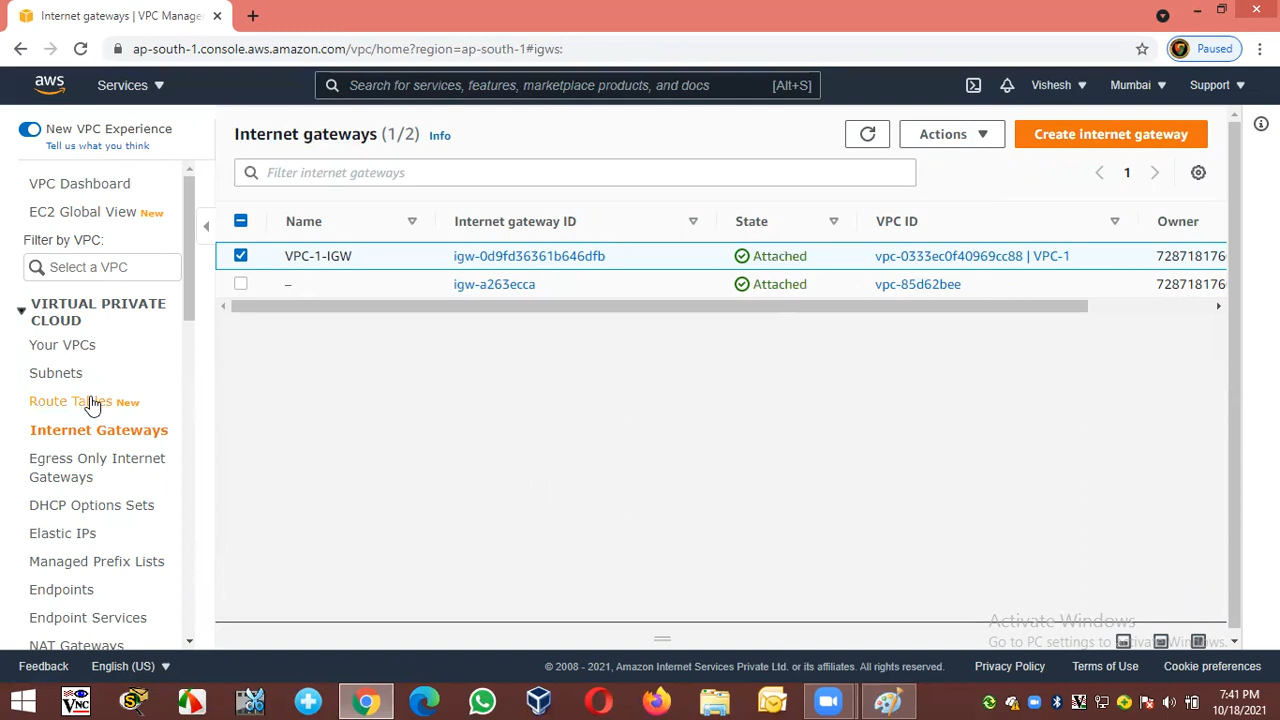 Internet gateways | VPC Manage
ap-south-1.console.aws.amazon.com/vpc/home?region=ap-south-1#igws:
Paused
aws
Services
Search for services, features, marketplace products, and docs
[Alt+S]
Vishesh
Mumbai
Support
New VPC Experience
Tell us what you think
VPC Dashboard
EC2 Global View New
Filter by VPC:
Select a VPC
VIRTUAL PRIVATE
CLOUD
Your VPCs
Subnets
Route Tables New
Internet Gateways
Egress Only Internet
Gateways
DHCP Options Sets
Elastic IPs
Managed Prefix Lists
Endpoints
Endpoint Services
NAT Gateways
Internet gateways (1/2) Info
Actions
Create internet gateway
Filter internet gateways
1
Name Internet gateway ID State VPC ID Owner
VPC-1-IGW igw-0d9fd36361b646dfb Attached vpc-0333ec0f40969cc88 | VPC-1 7287181760
– igw-a263ecca Attached vpc-85d62bee 7287181760
Activate Windows
Go to PC settings to activate Windows.
Feedback
English (US)
© 2008 - 2021, Amazon Internet Services Private Ltd. or its affiliates. All rights reserved.
Privacy Policy
Terms of Use
Cookie preferences
7:41 PM
10/18/2021